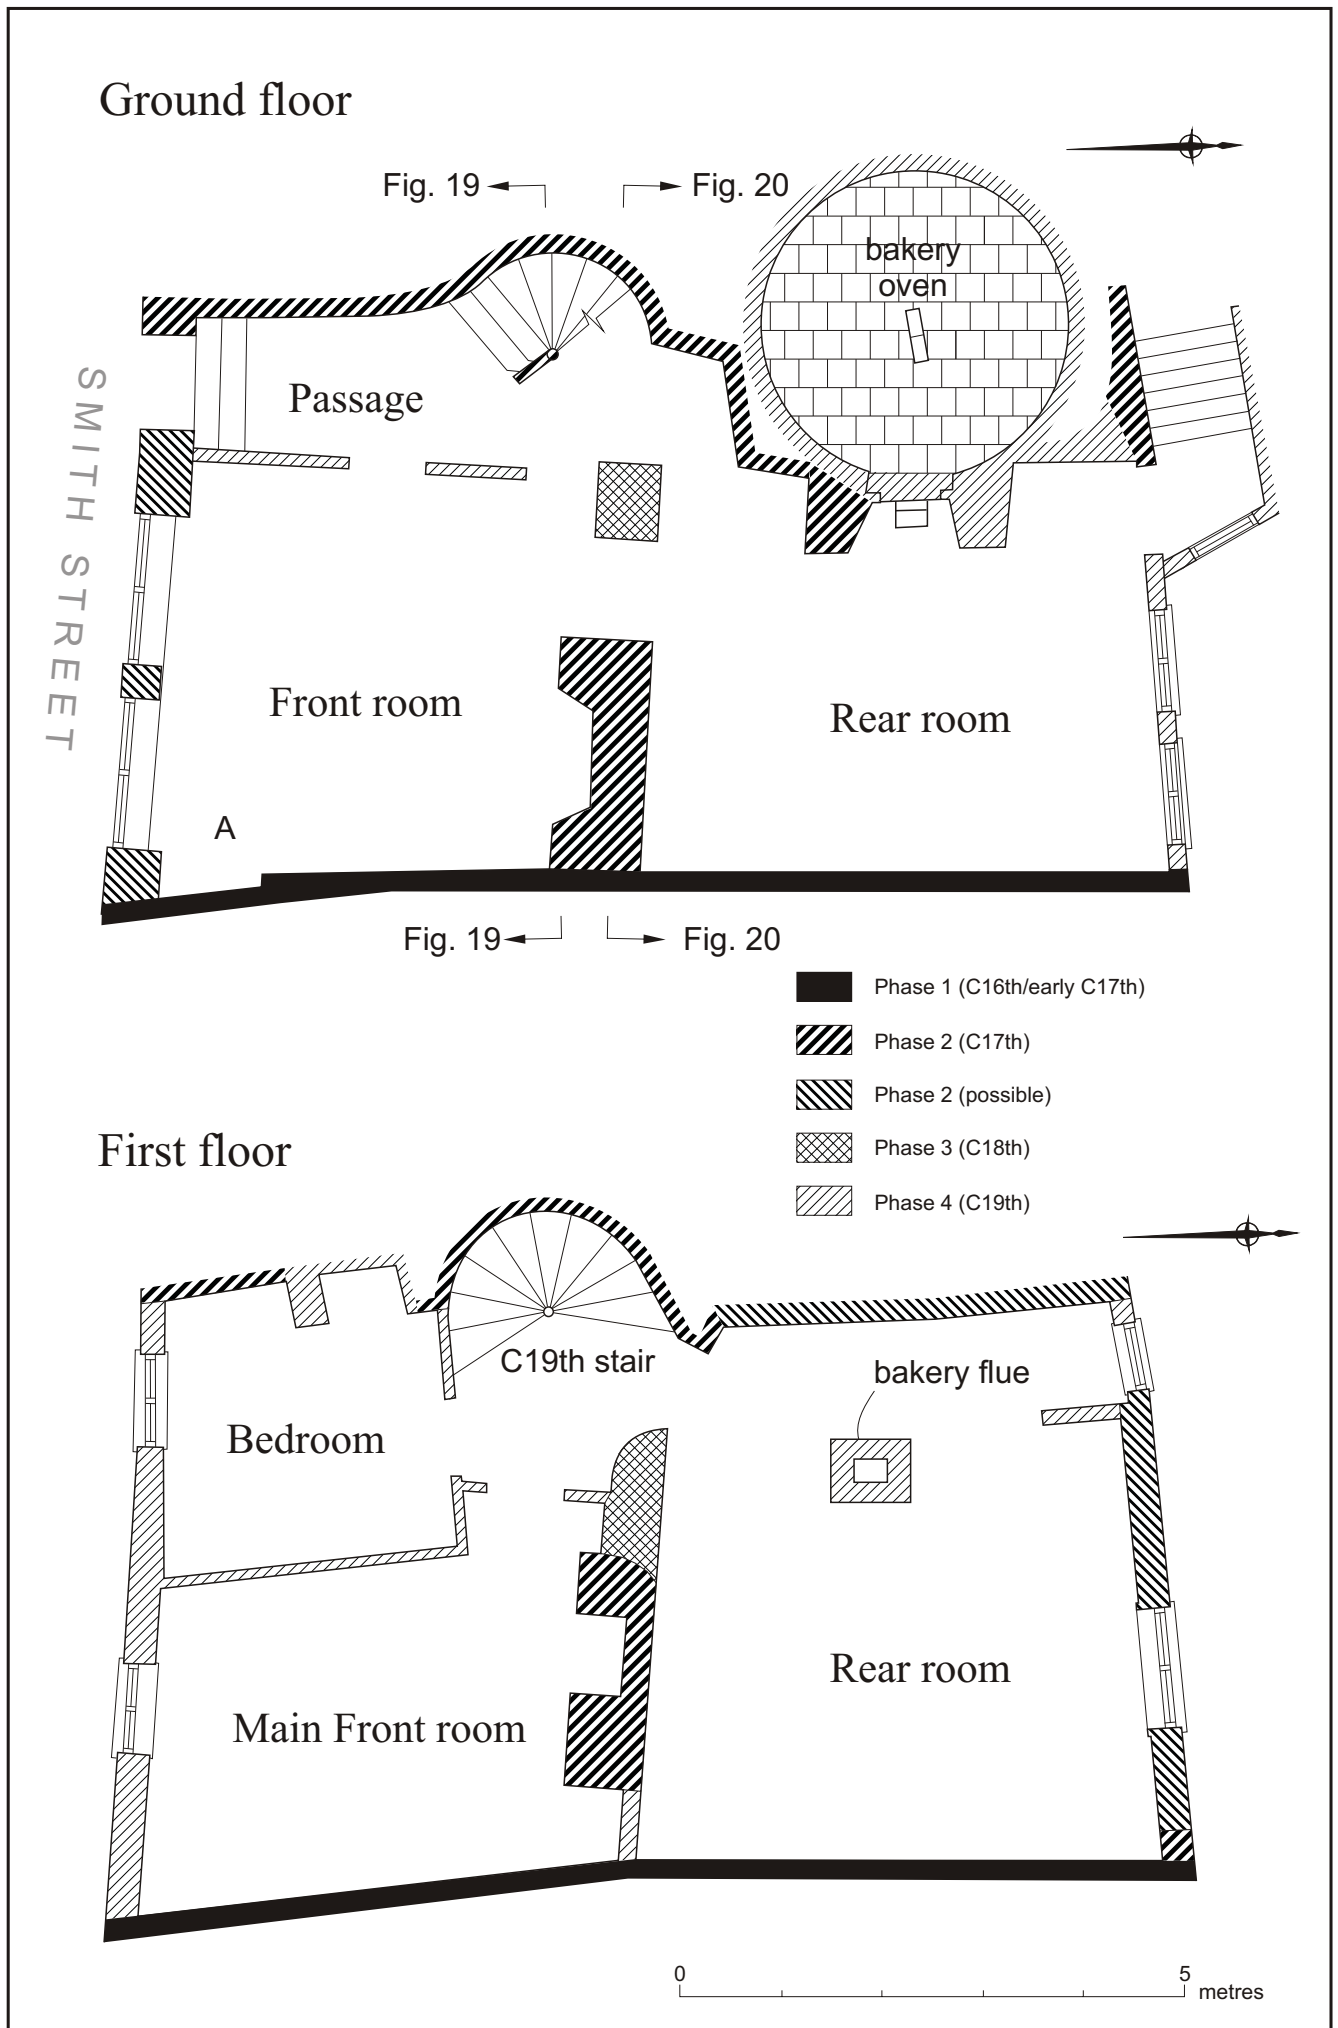 Ground floor
Fig. 19
Fig. 20
bakery
oven
Passage
SMITH STREET
Front room
Rear room
A
Fig. 19
Fig. 20
Phase 1 (C16th/early C17th)
Phase 2 (C17th)
Phase 2 (possible)
Phase 3 (C18th)
Phase 4 (C19th)
First floor
C19th stair
bakery flue
Bedroom
Rear room
Main Front room
0
5
metres